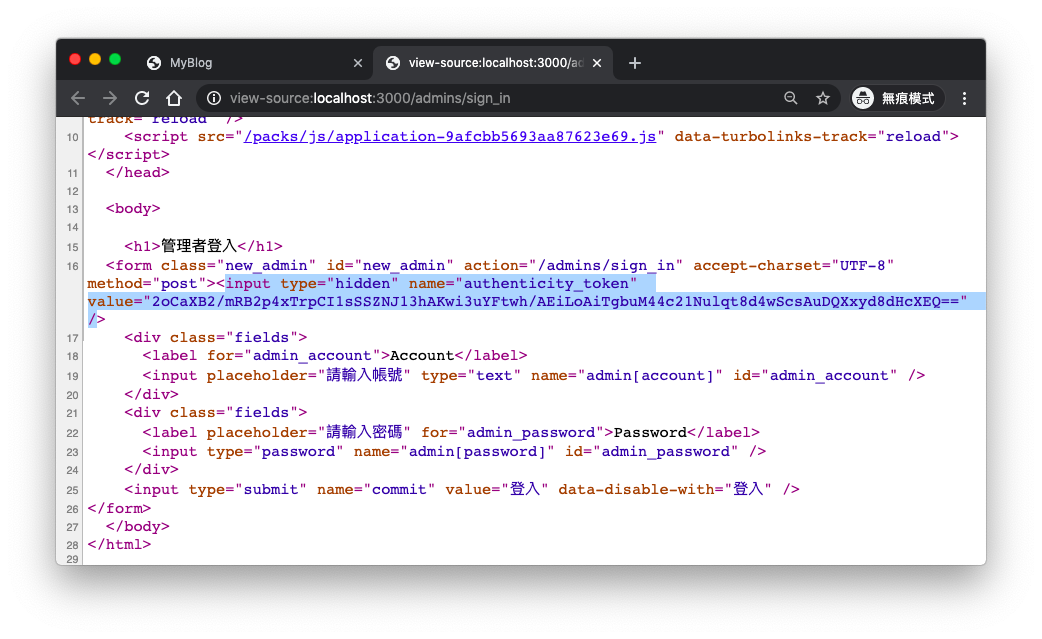 MyBlog
view-source:localhost:3000/ad
view-source:localhost:3000/admins/sign_in
無痕模式
track="reload" />
10 <script src="/packs/js/application-9afcbb5693aa87623e69.js" data-turbolinks-track="reload">
</script>
11 </head>
12
13 <body>
14
15 <h1>管理者登入</h1>
16 <form class="new_admin" id="new_admin" action="/admins/sign_in" accept-charset="UTF-8"
method="post"><input type="hidden" name="authenticity_token"
value="2oCaXB2/mRB2p4xTrpCI1sSSZNJ13hAKwi3uYFtwh/AEiLoAiTgbuM44c21Nulqt8d4wScsAuDQXxyd8dHcXEQ=="
/>
17 <div class="fields">
18 <label for="admin_account">Account</label>
19 <input placeholder="請輸入帳號" type="text" name="admin[account]" id="admin_account" />
20 </div>
21 <div class="fields">
22 <label placeholder="請輸入密碼" for="admin_password">Password</label>
23 <input type="password" name="admin[password]" id="admin_password" />
24 </div>
25 <input type="submit" name="commit" value="登入" data-disable-with="登入" />
26 </form>
27 </body>
28 </html>
29